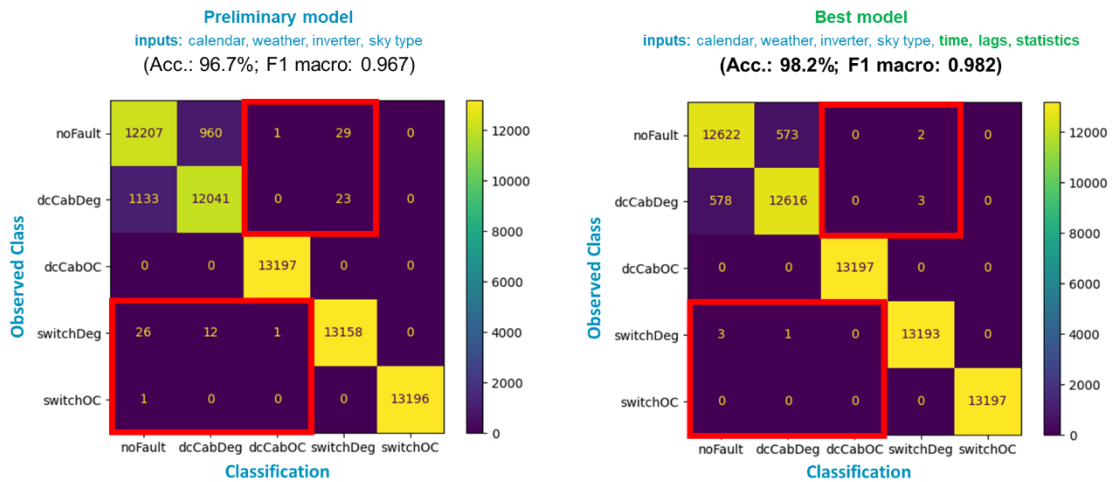 Preliminary model
inputs: calendar, weather, inverter, sky type
(Acc.: 96.7%; F1 macro: 0.967)
Observed Class
noFault 12207 960 1 29 0
dcCabDeg 1133 12041 0 23 0
dcCabOC 0 0 13197 0 0
switchDeg 26 12 1 13158 0
switchOC 1 0 0 0 13196
noFault dcCabDeg dcCabOC switchDeg switchOC
Classification
12000
10000
8000
6000
4000
2000
0
Best model
inputs: calendar, weather, inverter, sky type, time, lags, statistics
(Acc.: 98.2%; F1 macro: 0.982)
Observed Class
noFault 12622 573 0 2 0
dcCabDeg 578 12616 0 3 0
dcCabOC 0 0 13197 0 0
switchDeg 3 1 0 13193 0
switchOC 0 0 0 0 13197
noFault dcCabDeg dcCabOC switchDeg switchOC
Classification
12000
10000
8000
6000
4000
2000
0